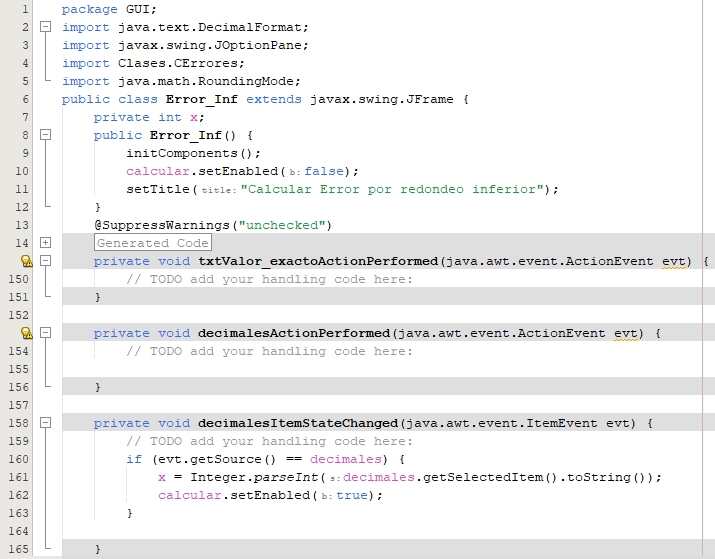 1 package GUI;
2 import java.text.DecimalFormat;
3 import javax.swing.JOptionPane;
4 import Clases.CErrores;
5 import java.math.RoundingMode;
6 public class Error_Inf extends javax.swing.JFrame {
7 private int x;
8 public Error_Inf() {
9 initComponents();
10 calcular.setEnabled(b:false);
11 setTitle(title:"Calcular Error por redondeo inferior");
12 }
13 @SuppressWarnings("unchecked")
14 Generated Code
private void txtValor_exactoActionPerformed(java.awt.event.ActionEvent evt) {
150 // TODO add your handling code here:
151 }
152
private void decimalesActionPerformed(java.awt.event.ActionEvent evt) {
154 // TODO add your handling code here:
155
156 }
157
158 private void decimalesItemStateChanged(java.awt.event.ItemEvent evt) {
159 // TODO add your handling code here:
160 if (evt.getSource() == decimales) {
161 x = Integer.parseInt(s:decimales.getSelectedItem().toString());
162 calcular.setEnabled(b:true);
163 }
164
165 }